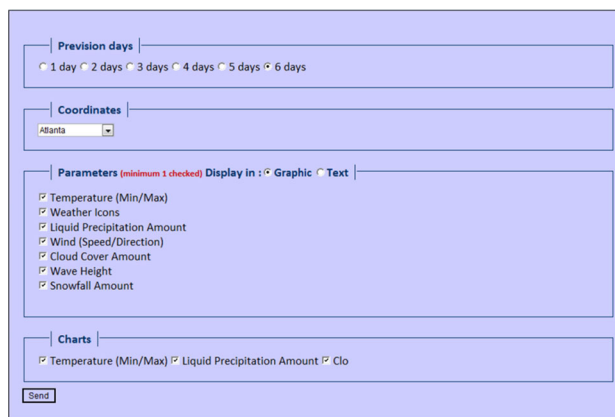 Prevision days
1 day 2 days 3 days 4 days 5 days 6 days
Coordinates
Atlanta
Parameters (minimum 1 checked) Display in : Graphic Text
Temperature (Min/Max)
Weather Icons
Liquid Precipitation Amount
Wind (Speed/Direction)
Cloud Cover Amount
Wave Height
Snowfall Amount
Charts
Temperature (Min/Max) Liquid Precipitation Amount Clo
Send